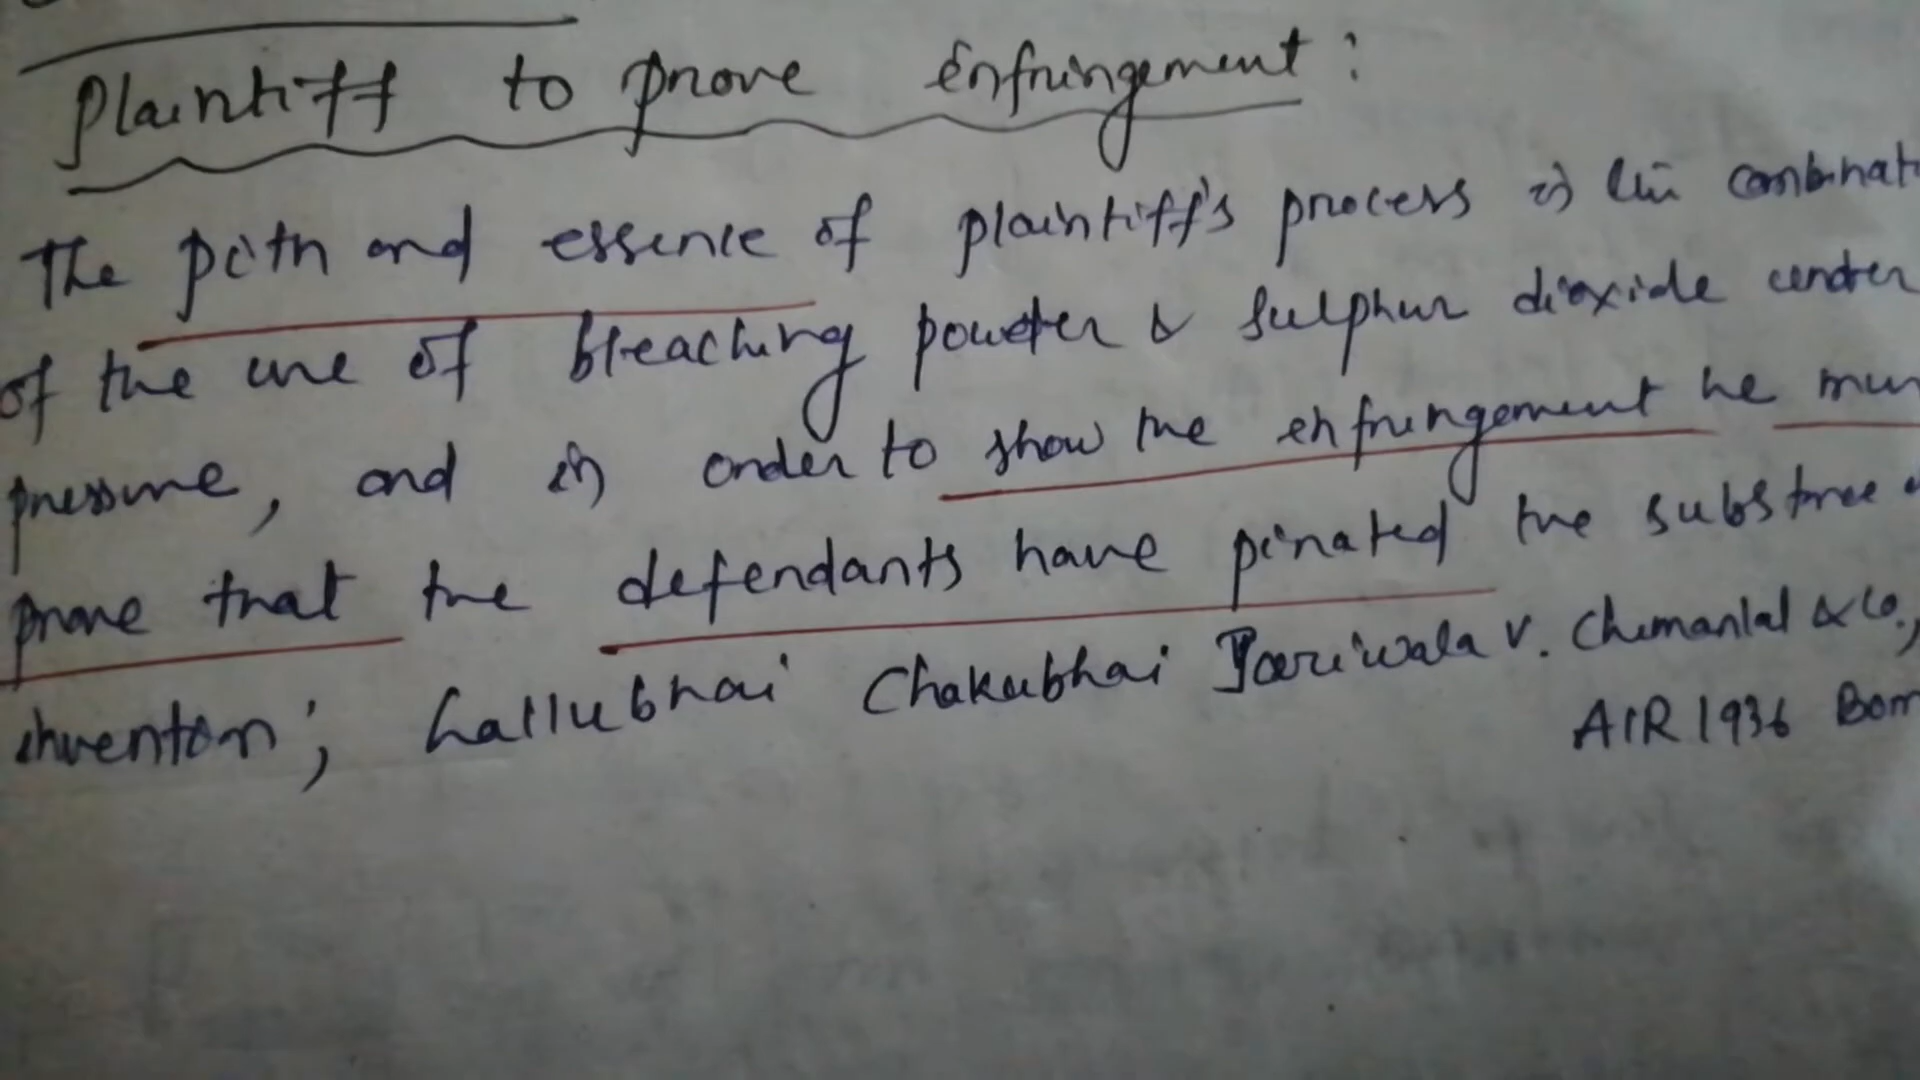 Plaintiff to prove infringement:
The pith and essence of plaintiff's process is the combinat
of the use of bleaching powder & sulphur dioxide under
pressure, and in order to show the infringement he mus
prove that the defendants have pirated the substance
invention; Lallubhai Chakubhai Jariwala v. Chimanlal & Co.,
AIR 1936 Bom